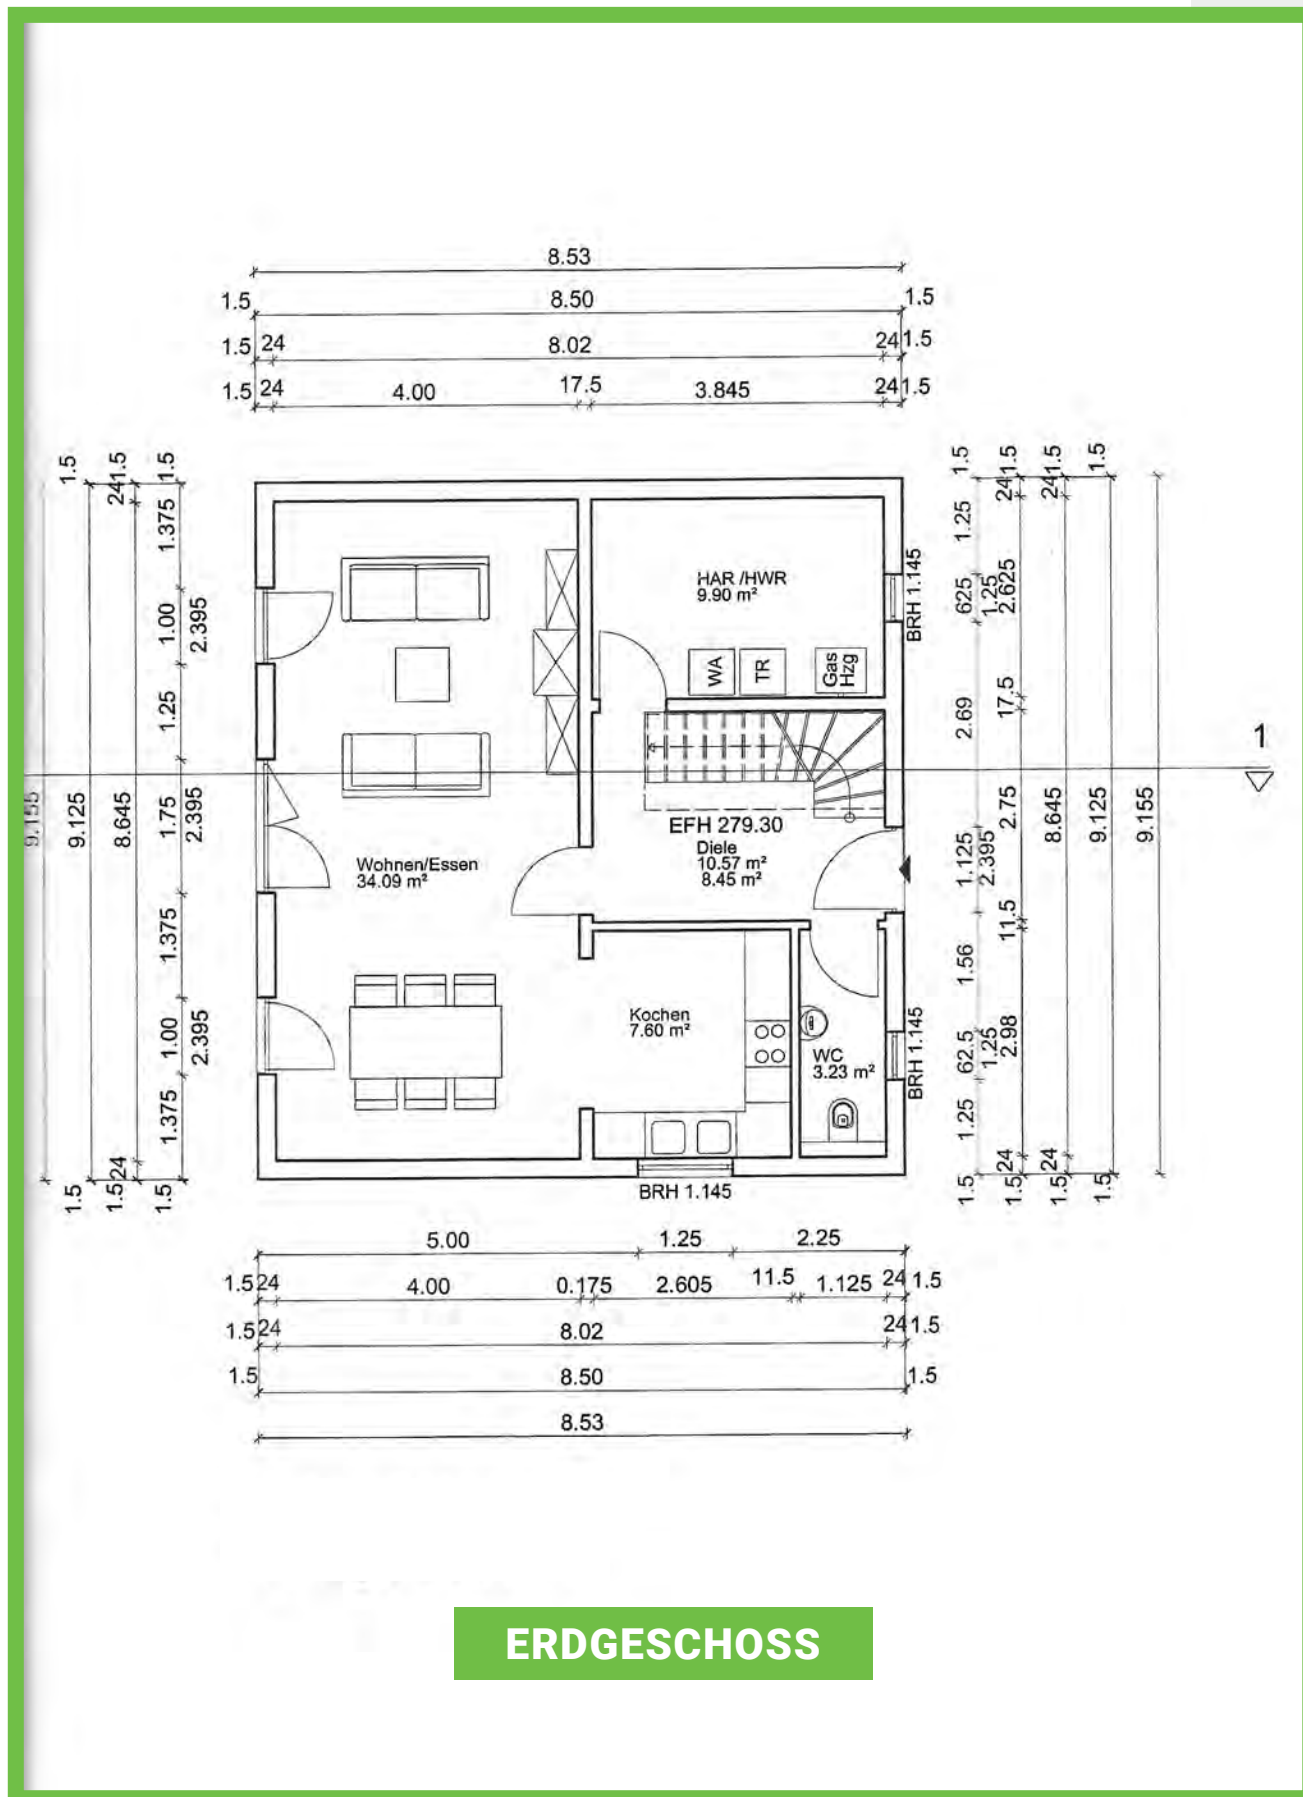 8.53
1.5 8.50 1.5
1.5 24 8.02 24 1.5
1.5 24 4.00 17.5 3.845 24 1.5
1.5
24 1.5
1.5
1.375
1.00
2.395
1.25
1.75
2.395
1.375
1.00
2.395
1.375
9.155
9.125
8.645
1.5
1.5 24
1.5
HAR /HWR
9.90 m²
WA
TR
Gas
Hzg
BRH 1.145
EFH 279.30
Diele
10.57 m²
8.45 m²
Wohnen/Essen
34.09 m²
Kochen
7.60 m²
WC
3.23 m²
BRH 1.145
BRH 1.145
1.5
24 1.5
24 1.5
1.5
1.25
625
1.25
2.625
2.69
17.5
1.125
2.395
2.75
8.645
9.125
9.155
11.5
1.56
62.5
1.25
2.98
1.25
1.5
1.5 24
1.5 24
1.5
1
5.00 1.25 2.25
1.5 24 4.00 0.175 2.605 11.5 1.125 24 1.5
1.5 24 8.02 24 1.5
1.5 8.50 1.5
8.53
ERDGESCHOSS